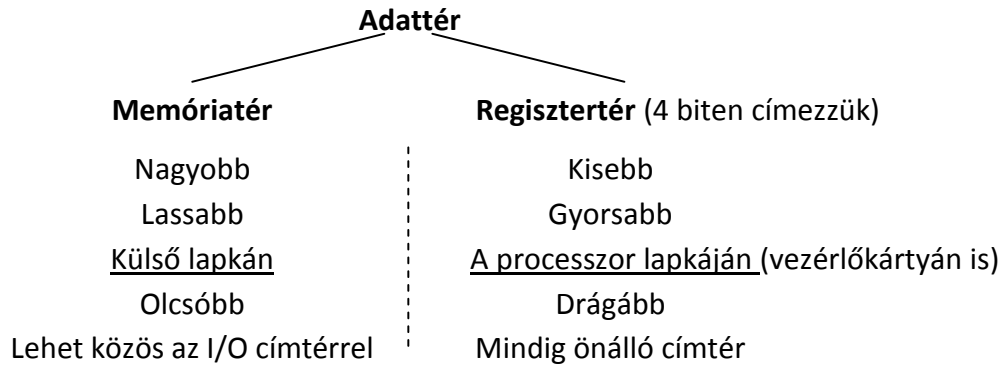 Adattér
Memóriatér Regisztertér (4 biten címezzük)
Nagyobb Kisebb
Lassabb Gyorsabb
Külső lapkán A processzor lapkáján (vezérlőkártyán is)
Olcsóbb Drágább
Lehet közös az I/O címtérrel Mindig önálló címtér